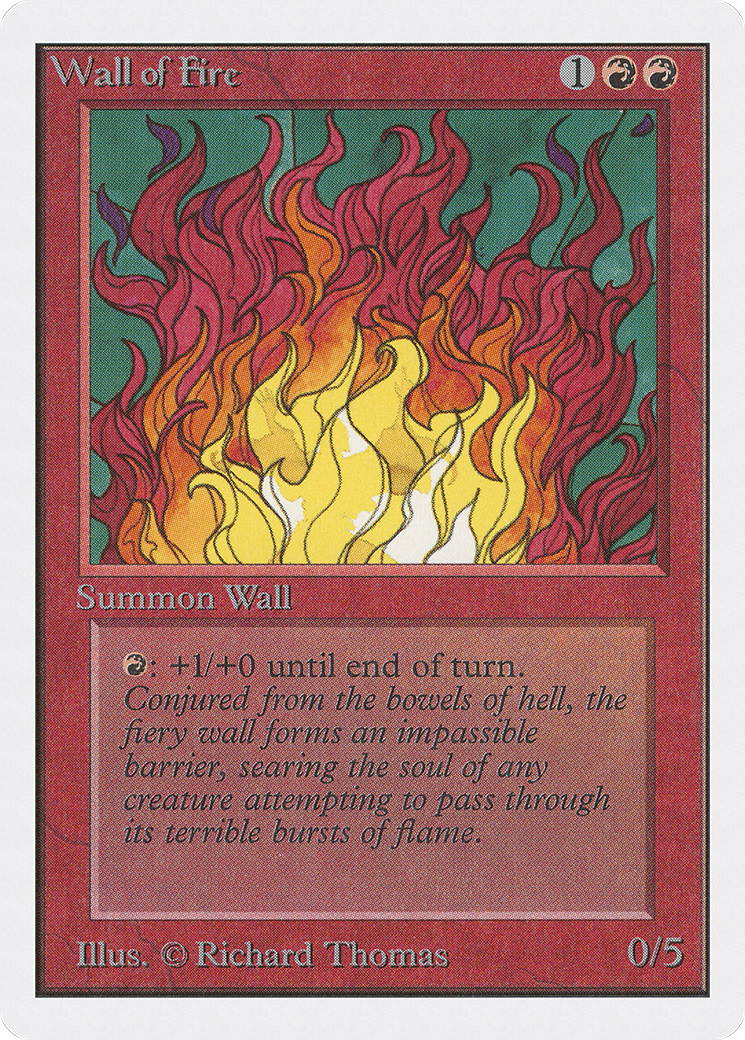 Wall of Fire 1
Summon Wall
: +1/+0 until end of turn.
Conjured from the bowels of hell, the
fiery wall forms an impassible
barrier, searing the soul of any
creature attempting to pass through
its terrible bursts of flame.
Illus. © Richard Thomas 0/5